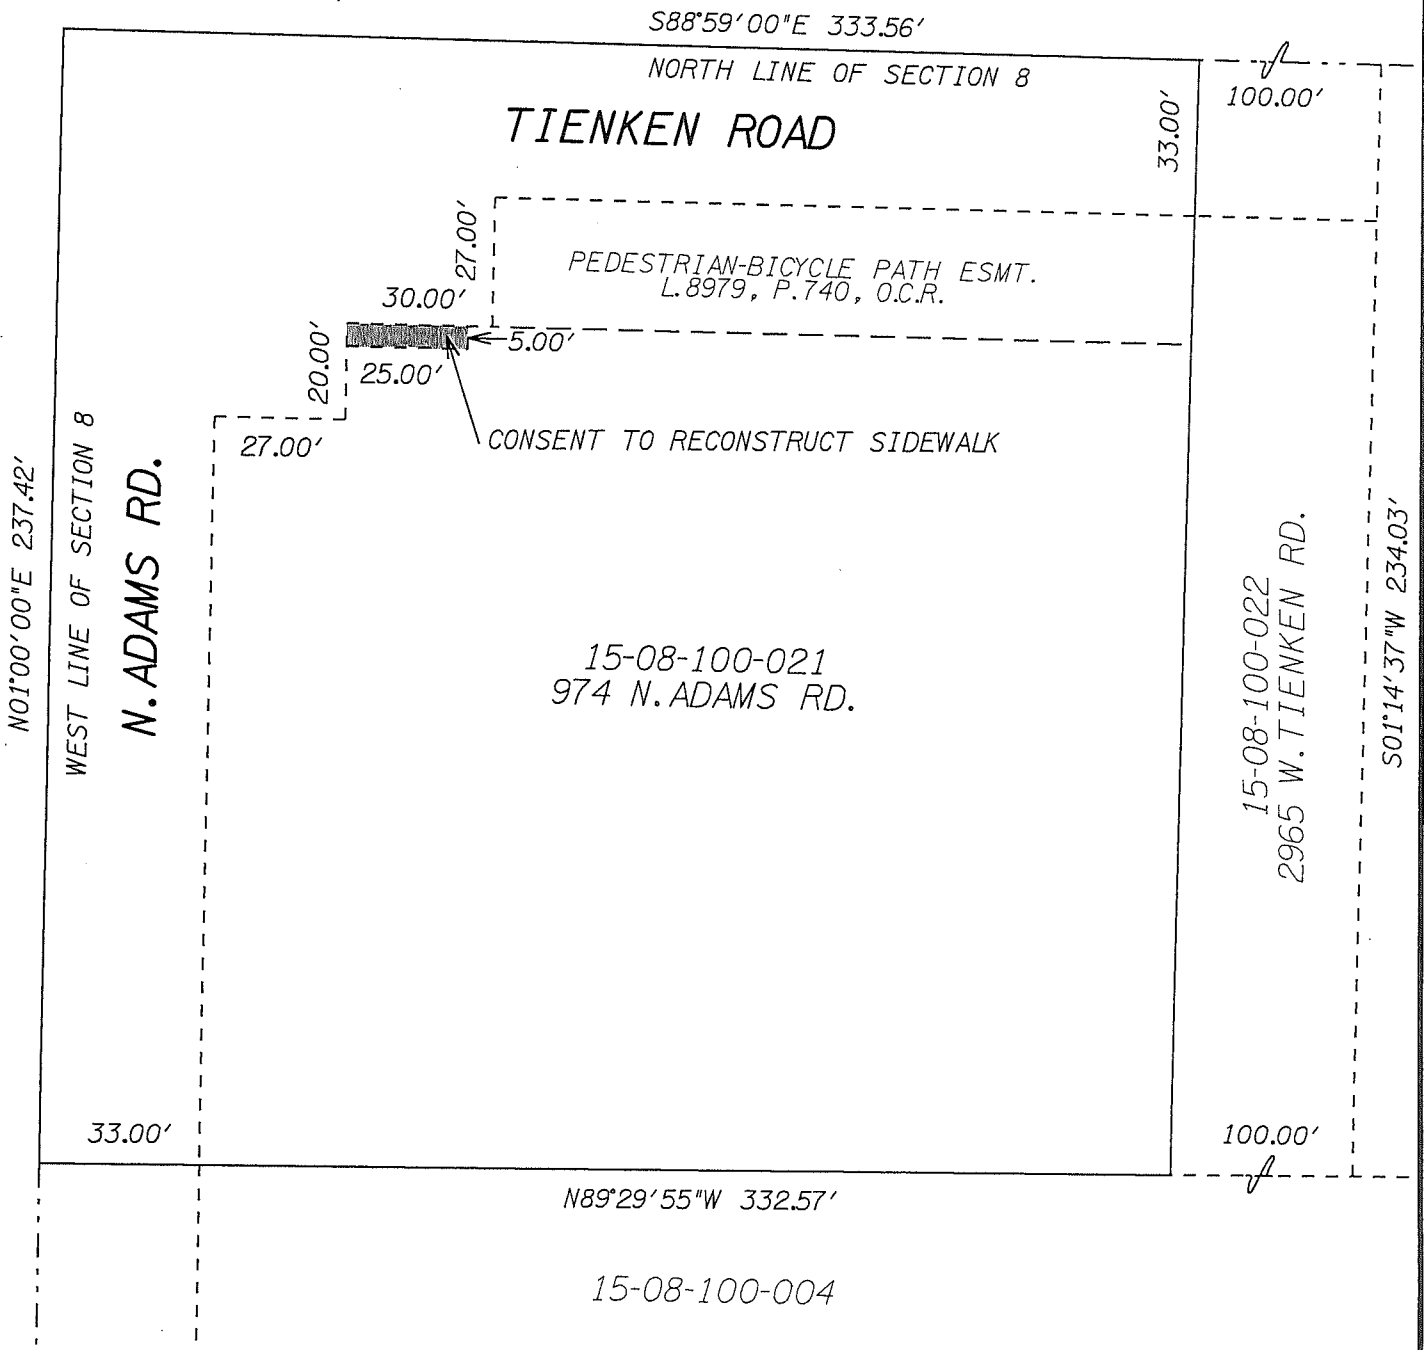 S88°59'00"E 333.56'
NORTH LINE OF SECTION 8
100.00'
TIENKEN ROAD
33.00'
27.00'
PEDESTRIAN-BICYCLE PATH ESMT.
L.8979, P.740, O.C.R.
30.00'
5.00'
20.00'
25.00'
27.00'
CONSENT TO RECONSTRUCT SIDEWALK
N01°00'00"E 237.42'
WEST LINE OF SECTION 8
N. ADAMS RD.
15-08-100-021
974 N. ADAMS RD.
15-08-100-022
2965 W. TIENKEN RD.
S01°14'37"W 234.03'
33.00'
100.00'
N89°29'55"W 332.57'
15-08-100-004